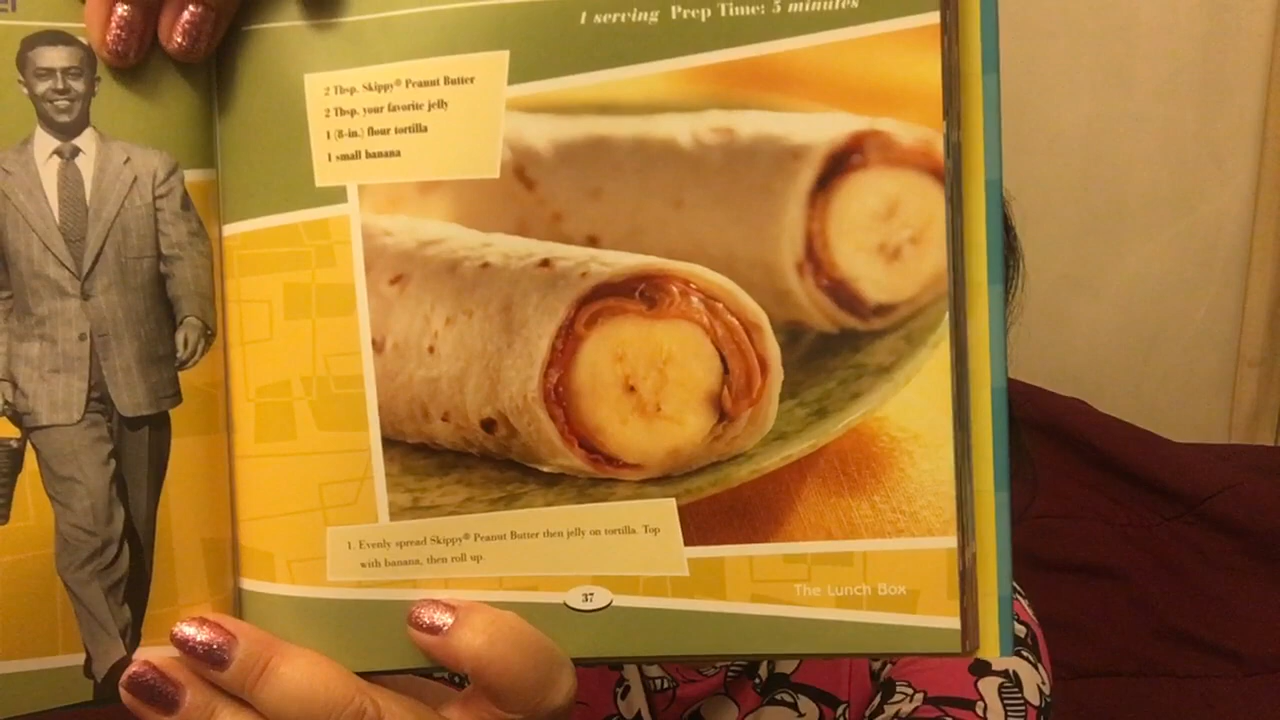 1 serving Prep Time: 5 minutes
2 Tbsp. Skippy® Peanut Butter
2 Tbsp. your favorite jelly
1 (8-in.) flour tortilla
1 small banana
1. Evenly spread Skippy® Peanut Butter then jelly on tortilla. Top
with banana, then roll up.
37
The Lunch Box